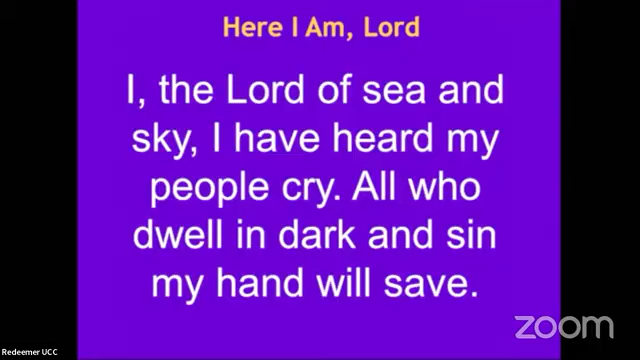 Here I Am, Lord
I, the Lord of sea and
sky, I have heard my
people cry. All who
dwell in dark and sin
my hand will save.
zoom
Redeemer UCC